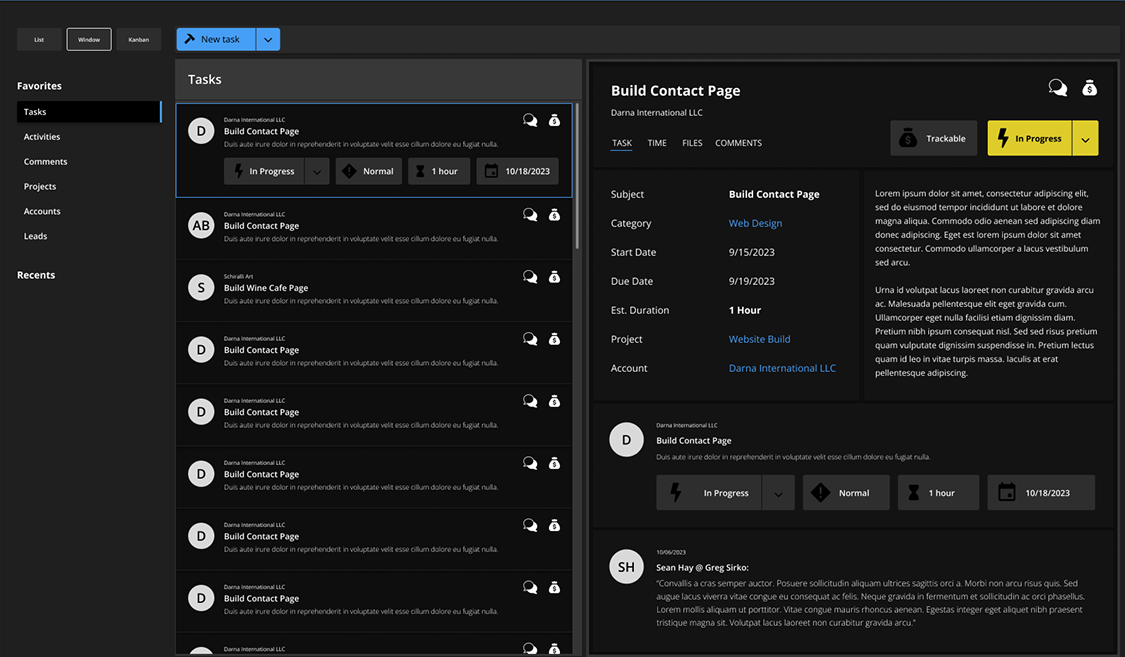 List
Window
Kanban
New task
Favorites
Tasks
Activities
Comments
Projects
Accounts
Leads
Recents
Tasks
D
Darna International LLC
Build Contact Page
Duis aute irure dolor in reprehenderit in voluptate velit esse cillum dolore eu fugiat nulla.
In Progress
Normal
1 hour
10/18/2023
AB
Darna International LLC
Build Contact Page
Duis aute irure dolor in reprehenderit in voluptate velit esse cillum dolore eu fugiat nulla.
S
Schiralli Art
Build Wine Cafe Page
Duis aute irure dolor in reprehenderit in voluptate velit esse cillum dolore eu fugiat nulla.
D
Darna International LLC
Build Contact Page
Duis aute irure dolor in reprehenderit in voluptate velit esse cillum dolore eu fugiat nulla.
D
Darna International LLC
Build Contact Page
Duis aute irure dolor in reprehenderit in voluptate velit esse cillum dolore eu fugiat nulla.
D
Darna International LLC
Build Contact Page
Duis aute irure dolor in reprehenderit in voluptate velit esse cillum dolore eu fugiat nulla.
D
Darna International LLC
Build Contact Page
Duis aute irure dolor in reprehenderit in voluptate velit esse cillum dolore eu fugiat nulla.
D
Darna International LLC
Build Contact Page
Duis aute irure dolor in reprehenderit in voluptate velit esse cillum dolore eu fugiat nulla.
Darna International LLC
Build Contact Page
Darna International LLC
TASK
TIME
FILES
COMMENTS
Trackable
In Progress
Subject
Build Contact Page
Category
Web Design
Start Date
9/15/2023
Due Date
9/19/2023
Est. Duration
1 Hour
Project
Website Build
Account
Darna International LLC
Lorem ipsum dolor sit amet, consectetur adipiscing elit,
sed do eiusmod tempor incididunt ut labore et dolore
magna aliqua. Commodo odio aenean sed adipiscing diam
donec adipiscing. Eget est lorem ipsum dolor sit amet
consectetur. Commodo ullamcorper a lacus vestibulum
sed arcu.
Urna id volutpat lacus laoreet non curabitur gravida arcu
ac. Malesuada pellentesque elit eget gravida cum.
Ullamcorper eget nulla facilisi etiam dignissim diam.
Pretium nibh ipsum consequat nisl. Sed sed risus pretium
quam vulputate dignissim suspendisse in. Pretium lectus
quam id leo in vitae turpis massa. Iaculis at erat
pellentesque adipiscing.
D
Darna International LLC
Build Contact Page
Duis aute irure dolor in reprehenderit in voluptate velit esse cillum dolore eu fugiat nulla.
In Progress
Normal
1 hour
10/18/2023
SH
10/06/2023
Sean Hay @ Greg Sirko:
"Convallis a cras semper auctor. Posuere sollicitudin aliquam ultrices sagittis orci a. Morbi non arcu risus quis. Sed
augue lacus viverra vitae congue eu consequat ac felis. Neque gravida in fermentum et sollicitudin ac orci phasellus.
Lorem mollis aliquam ut porttitor. Vitae congue mauris rhoncus aenean. Egestas integer eget aliquet nibh praesent
tristique magna sit. Volutpat lacus laoreet non curabitur gravida arcu."